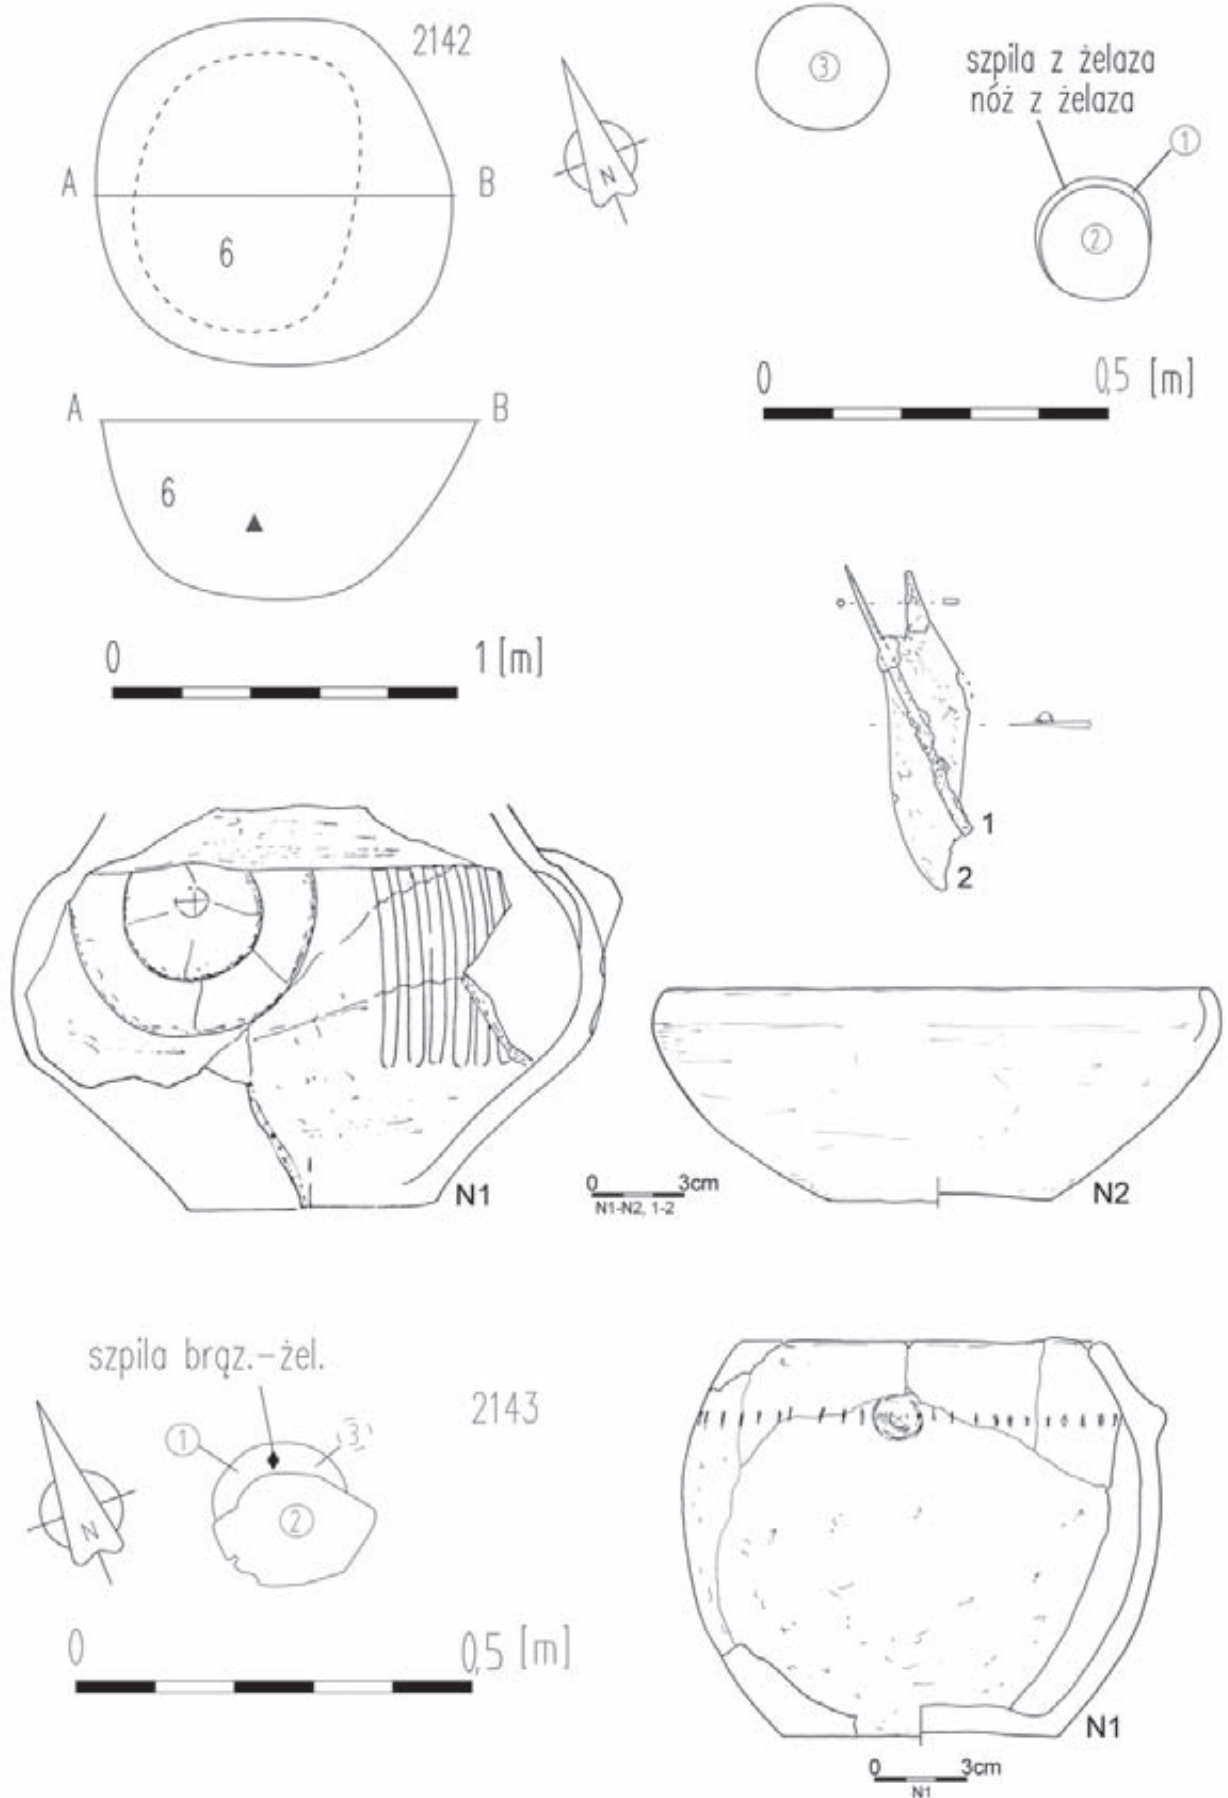 2142
A
B
6
N
③
szpila z żelaza
nóż z żelaza
①
②
0 0,5 [m]
A
B
6
0 1 [m]
1
2
N1
0 3cm
N1-N2, 1-2
N2
szpila brąz.-żel.
2143
①
3
②
N
0 0,5 [m]
N1
0 3cm
N1